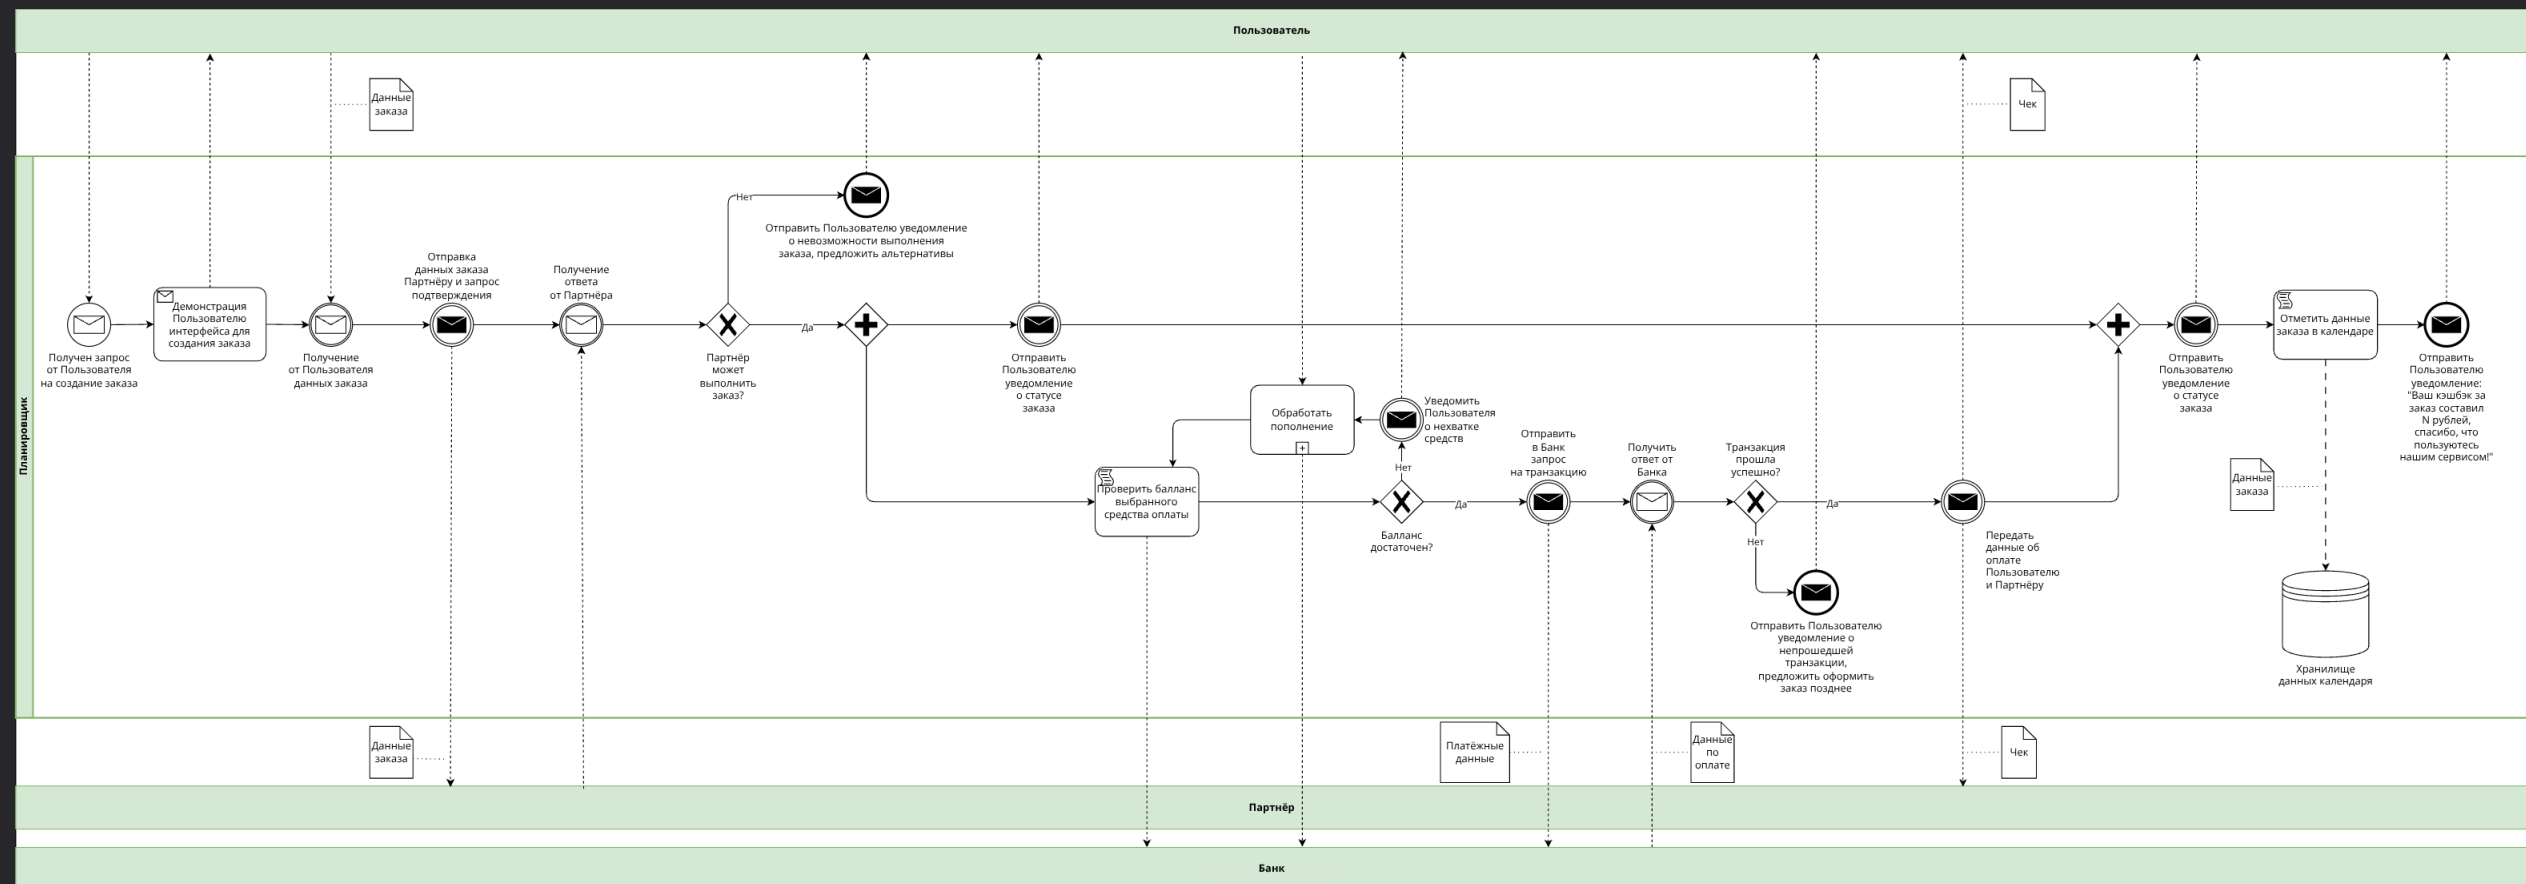 Пользователь
Данные
заказа
Чек
Планировщик
Нет
Отправить Пользователю уведомление
о невозможности выполнения
заказа, предложить альтернативы
Получен запрос
от Пользователя
на создание заказа
Демонстрация
Пользователю
интерфейса для
создания заказа
Получение
от Пользователя
данных заказа
Отправка
данных заказа
Партнёру и запрос
подтверждения
Получение
ответа
от Партнёра
Партнёр
может
выполнить
заказ?
Да
Отправить
Пользователю
уведомление
о статусе
заказа
Отправить
Пользователю
уведомление
о статусе
заказа
Отметить данные
заказа в календаре
Отправить
Пользователю
уведомление:
"Ваш кэшбэк за
заказ составил
N рублей,
спасибо, что
пользуютесь
нашим сервисом!"
Обработать
пополнение
Уведомить
Пользователя
о нехватке
средств
Нет
Проверить балланс
выбранного
средства оплаты
Балланс
достаточен?
Да
Отправить
в Банк
запрос
на транзакцию
Получить
ответ от
Банка
Транзакция
прошла
успешно?
Да
Нет
Передать
данные об
оплате
Пользователю
и Партнёру
Отправить Пользователю
уведомление о
непрошедшей
транзакции,
предложить оформить
заказ позднее
Данные
заказа
Хранилище
данных календаря
Данные
заказа
Платёжные
данные
Данные
по
оплате
Чек
Партнёр
Банк